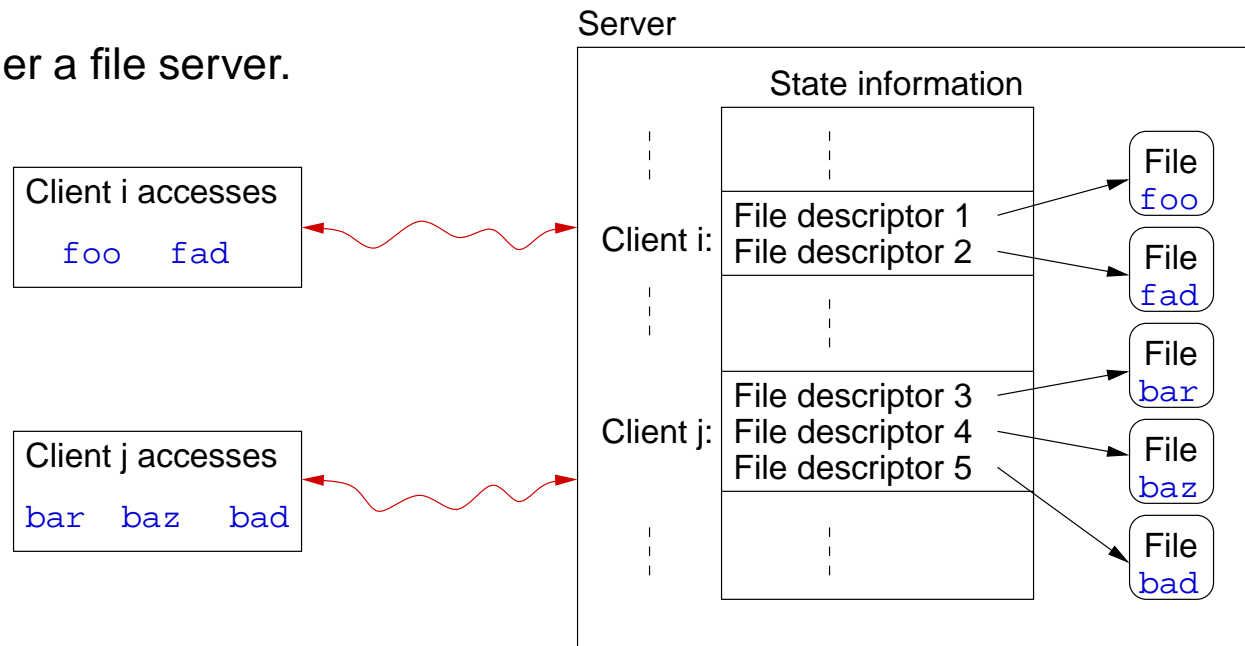 Server
er a file server.
State information
Client i accesses
foo fad
Client i:
File descriptor 1
File descriptor 2
File
foo
File
fad
Client j accesses
bar baz bad
Client j:
File descriptor 3
File descriptor 4
File descriptor 5
File
bar
File
baz
File
bad